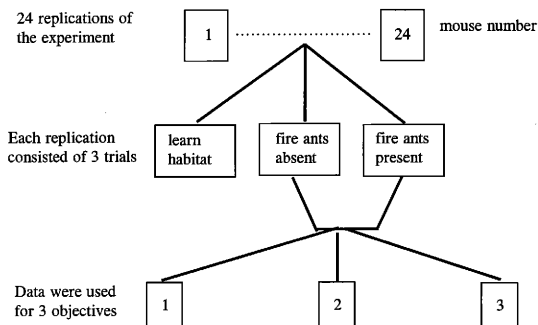 24 replications of
the experiment
1
24
mouse number
Each replication
consisted of 3 trials
learn
habitat
fire ants
absent
fire ants
present
Data were used
for 3 objectives
1
2
3